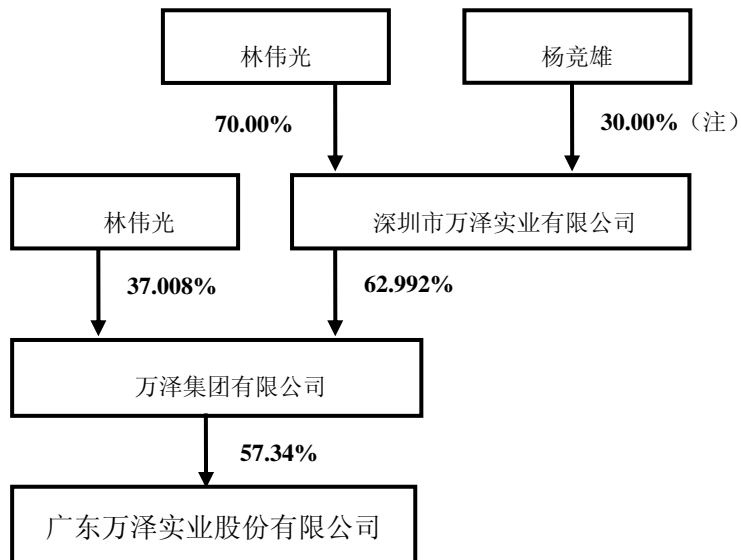 林伟光
杨竞雄
70.00%
30.00%（注）
林伟光
深圳市万泽实业有限公司
37.008%
62.992%
万泽集团有限公司
57.34%
广东万泽实业股份有限公司